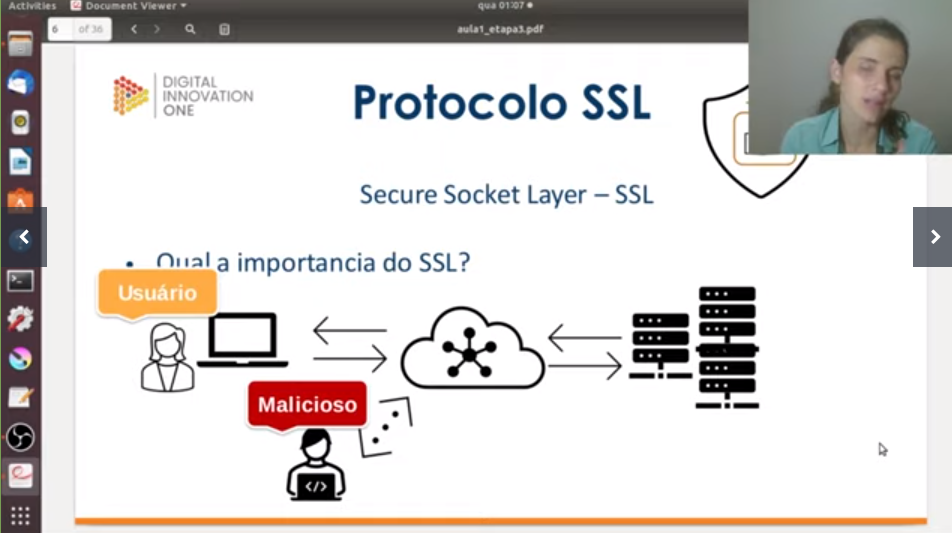 Activities
Document Viewer
qua 01:07
6 of 36
aula1_etapa3.pdf
DIGITAL
INNOVATION
ONE
Protocolo SSL
Secure Socket Layer – SSL
• Qual a importancia do SSL?
Usuário
Malicioso
</>